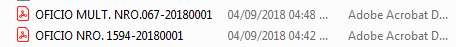 OFICIO MULT. NRO.067-20180001 04/09/2018 04:48 ... Adobe Acrobat D...
OFICIO NRO. 1594-20180001 04/09/2018 04:42 ... Adobe Acrobat D...